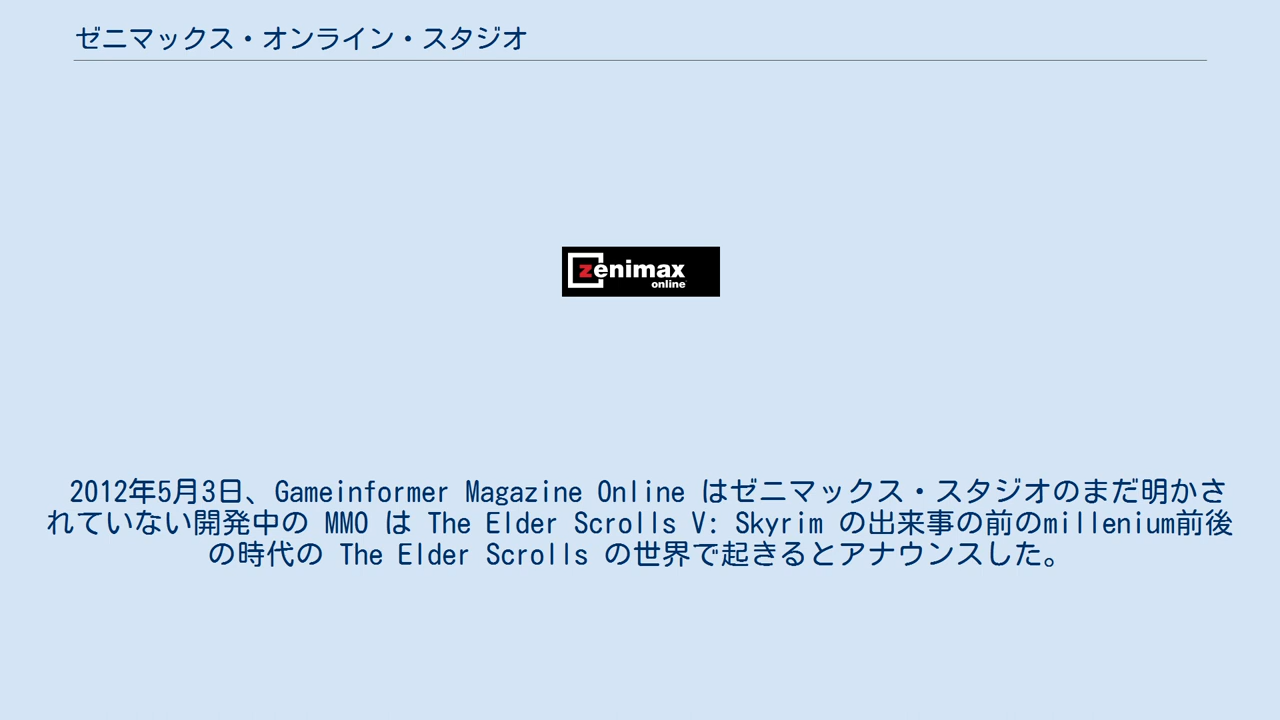 ゼニマックス・オンライン・スタジオ
zenimax
online
2012年5月3日、Gameinformer Magazine Online はゼニマックス・スタジオのまだ明かさ
れていない開発中の MMO は The Elder Scrolls V: Skyrim の出来事の前のmillenium前後
の時代の The Elder Scrolls の世界で起きるとアナウンスした。